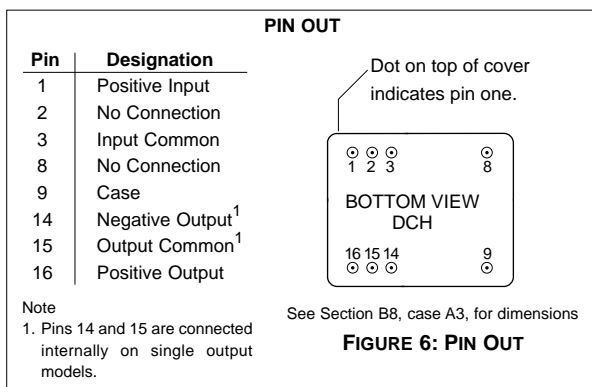 PIN OUT
Pin Designation
1 Positive Input
2 No Connection
3 Input Common
8 No Connection
9 Case
14 Negative Output1
15 Output Common1
16 Positive Output
Note
1. Pins 14 and 15 are connected
internally on single output
models.
Dot on top of cover
indicates pin one.
1 2 3 8
BOTTOM VIEW
DCH
16 15 14 9
See Section B8, case A3, for dimensions
FIGURE 6: PIN OUT